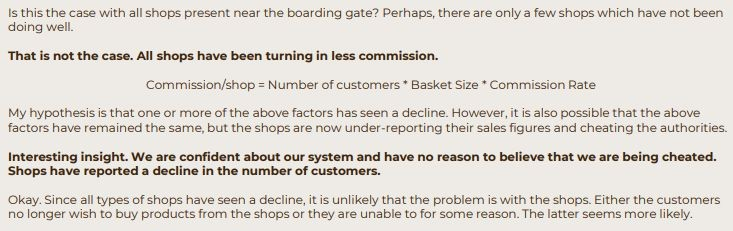 Is this the case with all shops present near the boarding gate? Perhaps, there are only a few shops which have not been
doing well.
That is not the case. All shops have been turning in less commission.
Commission/shop = Number of customers * Basket Size * Commission Rate
My hypothesis is that one or more of the above factors has seen a decline. However, it is also possible that the above
factors have remained the same, but the shops are now under-reporting their sales figures and cheating the authorities.
Interesting insight. We are confident about our system and have no reason to believe that we are being cheated.
Shops have reported a decline in the number of customers.
Okay. Since all types of shops have seen a decline, it is unlikely that the problem is with the shops. Either the customers
no longer wish to buy products from the shops or they are unable to for some reason. The latter seems more likely.